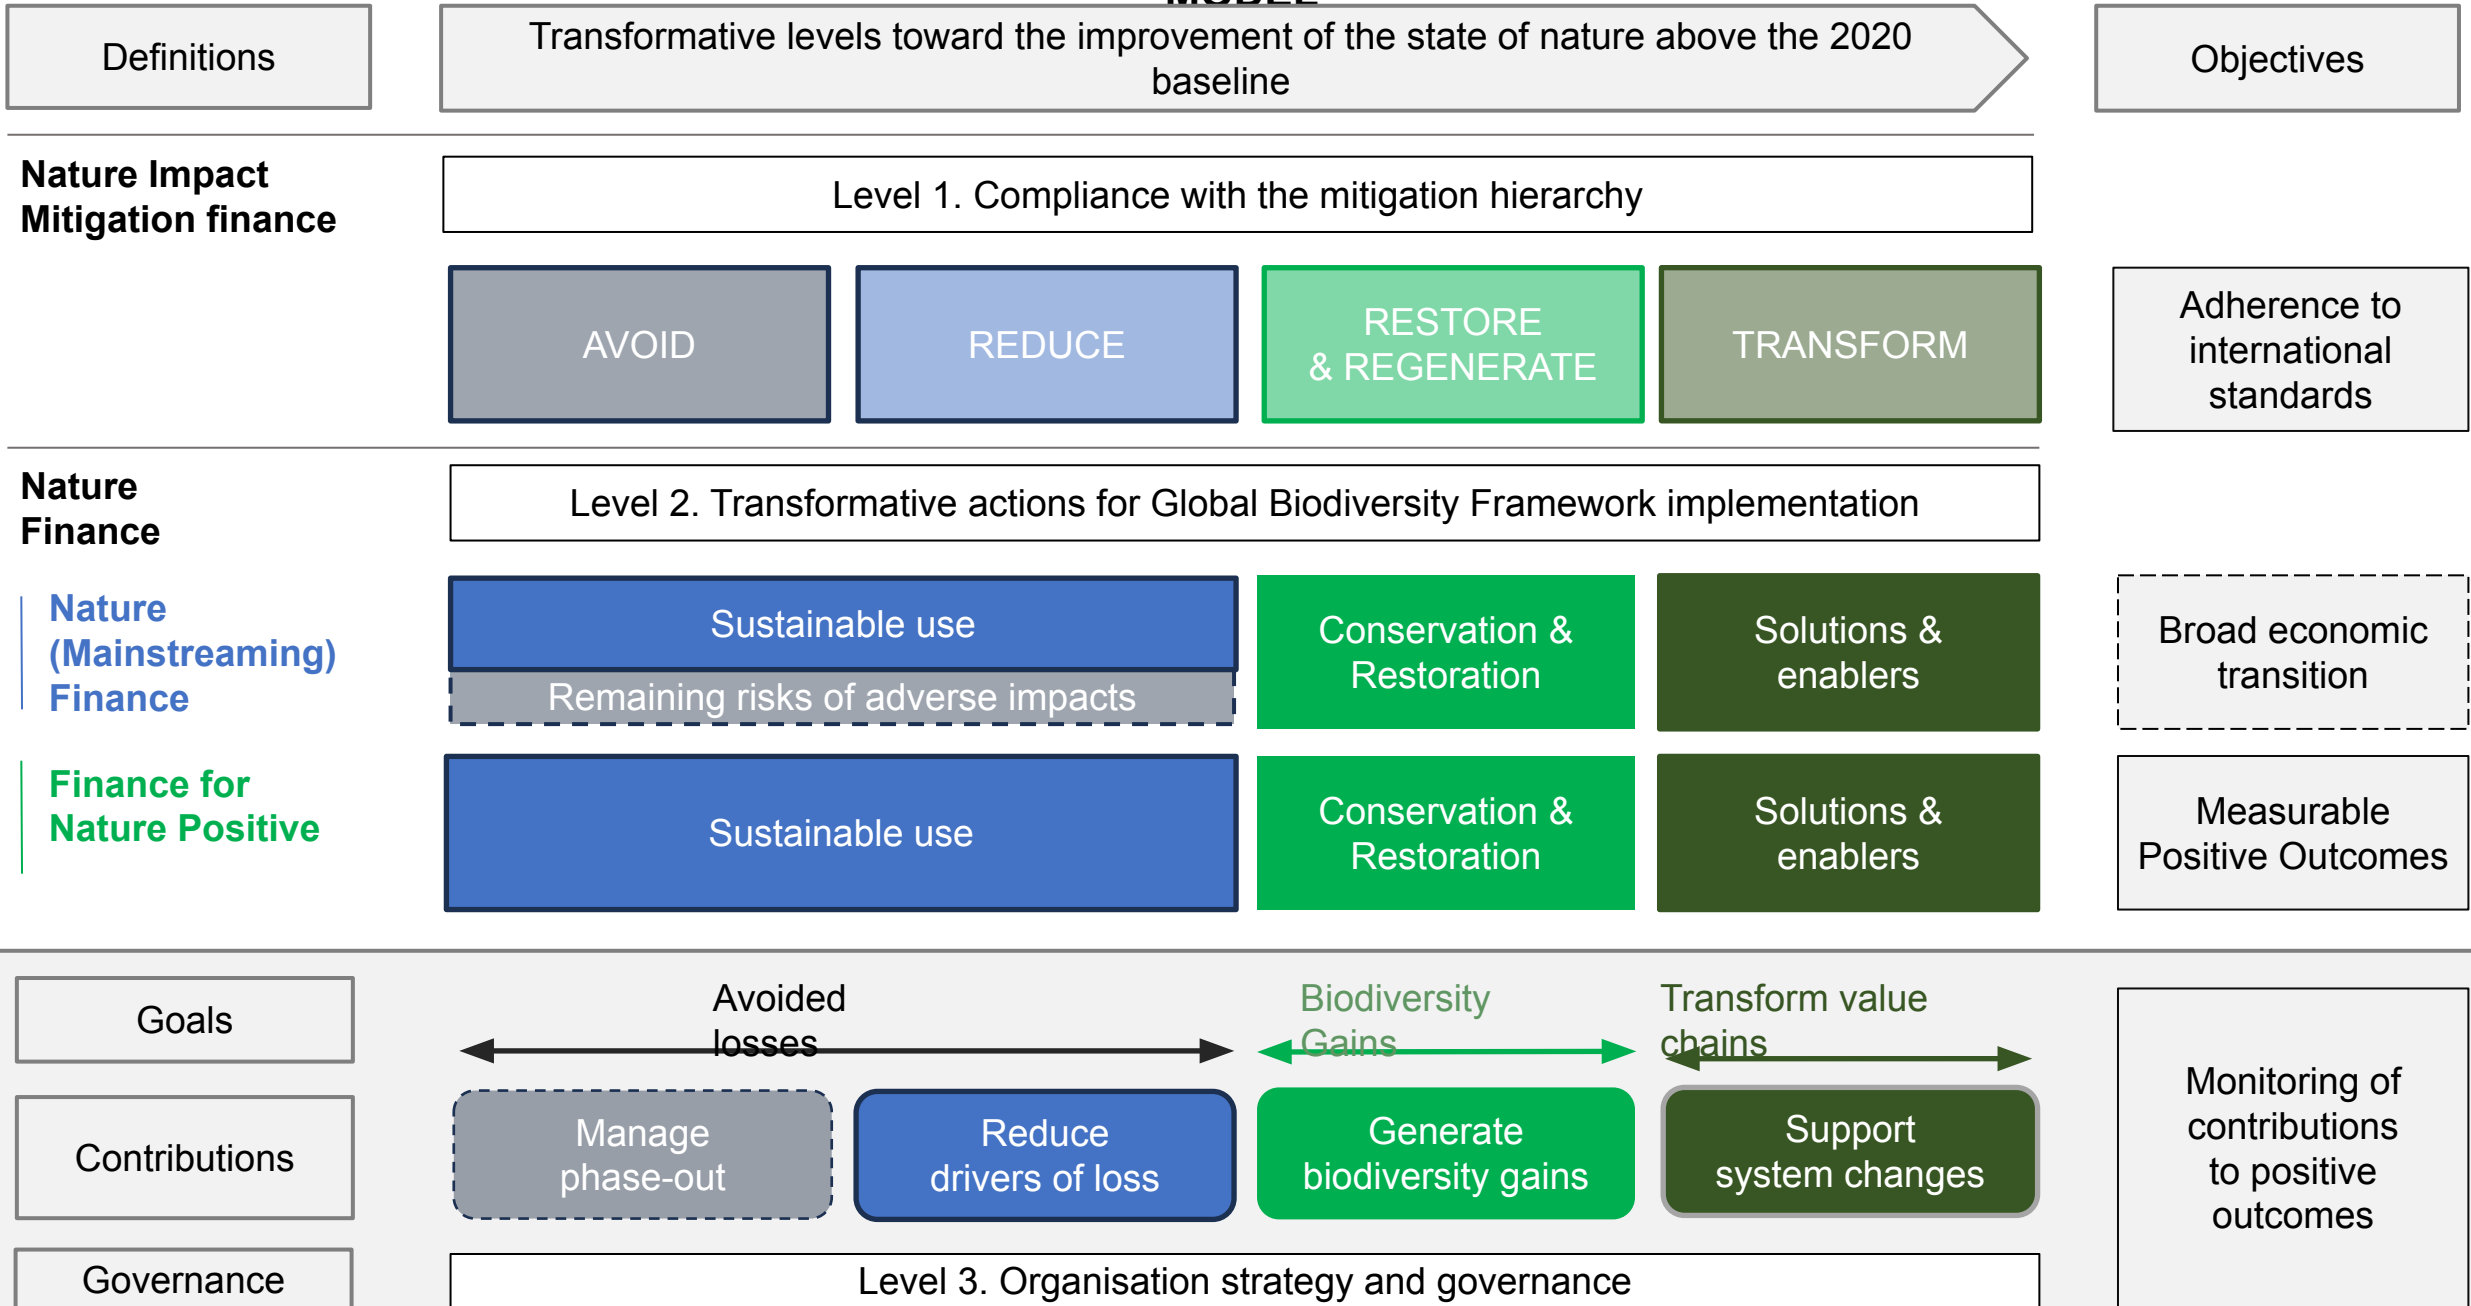 MODEL
Definitions
Transformative levels toward the improvement of the state of nature above the 2020
baseline
Objectives
Nature Impact
Mitigation finance
Level 1. Compliance with the mitigation hierarchy
AVOID
REDUCE
RESTORE
& REGENERATE
TRANSFORM
Adherence to
international
standards
Nature
Finance
Level 2. Transformative actions for Global Biodiversity Framework implementation
Nature
(Mainstreaming)
Finance
Sustainable use
Remaining risks of adverse impacts
Conservation &
Restoration
Solutions &
enablers
Broad economic
transition
Finance for
Nature Positive
Sustainable use
Conservation &
Restoration
Solutions &
enablers
Measurable
Positive Outcomes
Goals
Avoided
losses
Biodiversity
Gains
Transform value
chains
Contributions
Manage
phase-out
Reduce
drivers of loss
Generate
biodiversity gains
Support
system changes
Monitoring of
contributions
to positive
outcomes
Governance
Level 3. Organisation strategy and governance